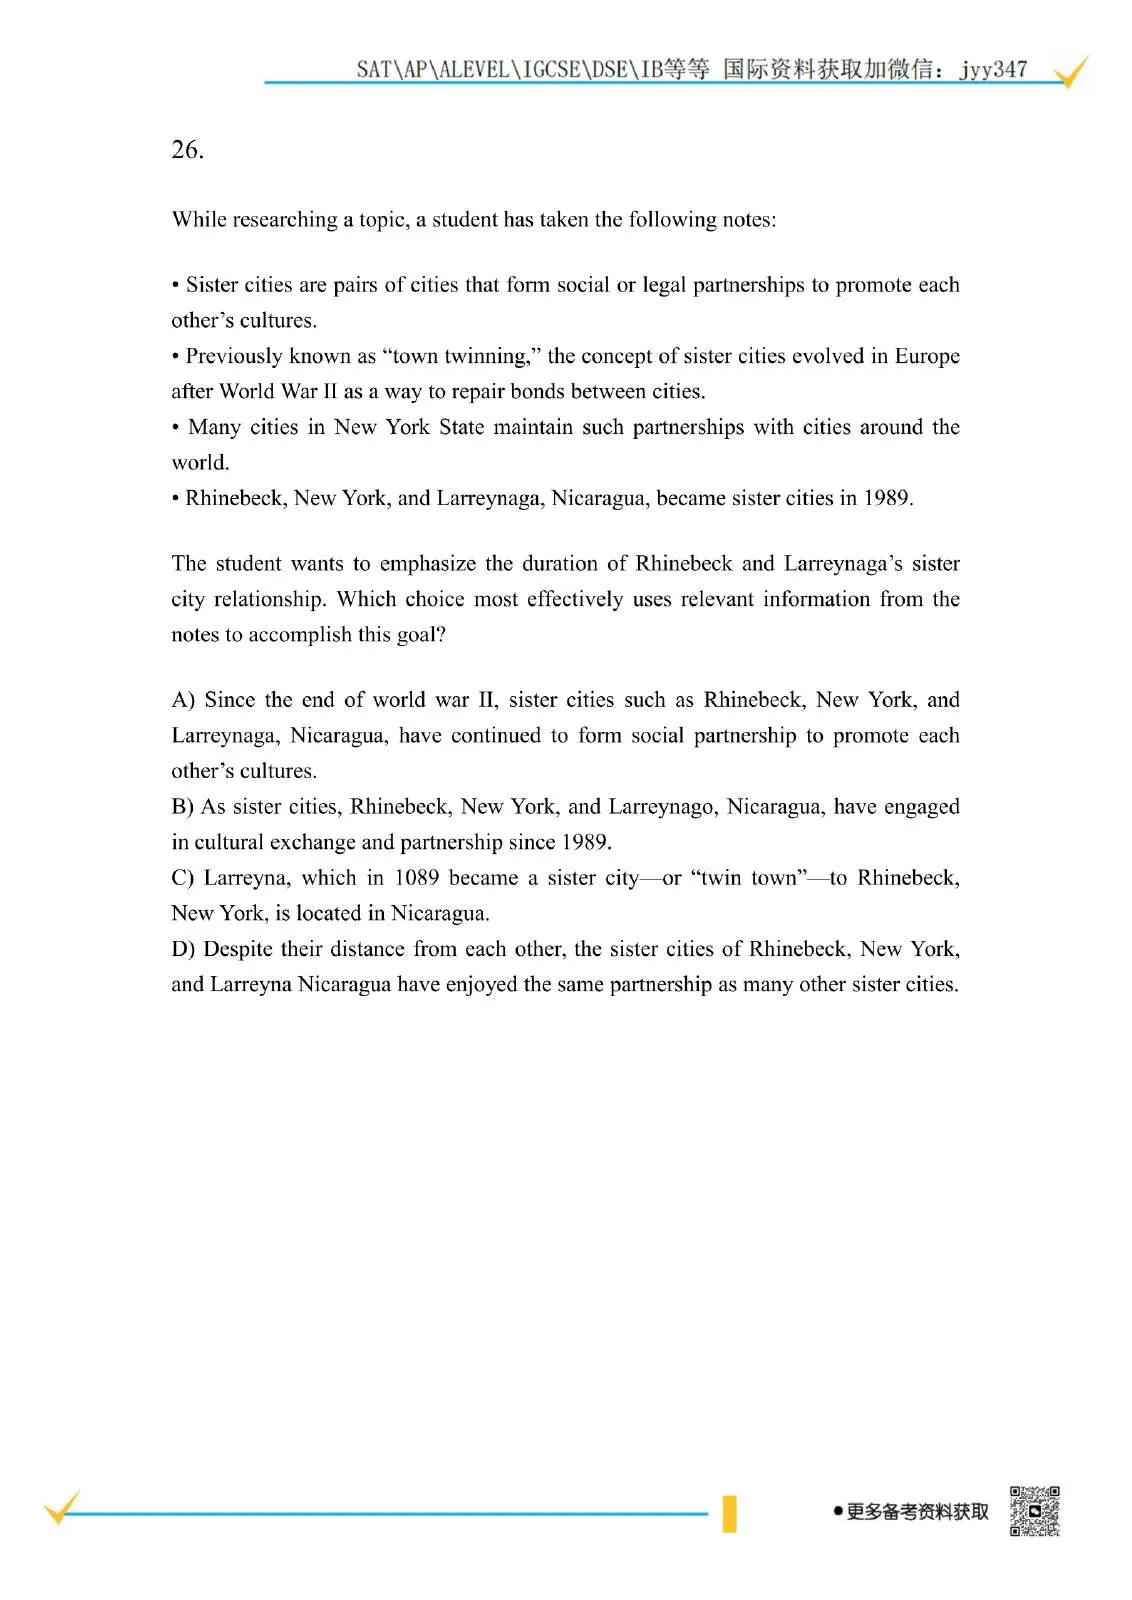 SAT\AP\ALEVEL\IGCSE\DSE\IB等等 国际资料获取加微信：jyy347
26.
While researching a topic, a student has taken the following notes:
• Sister cities are pairs of cities that form social or legal partnerships to promote each
other’s cultures.
• Previously known as “town twinning,” the concept of sister cities evolved in Europe
after World War II as a way to repair bonds between cities.
• Many cities in New York State maintain such partnerships with cities around the
world.
• Rhinebeck, New York, and Larreynaga, Nicaragua, became sister cities in 1989.
The student wants to emphasize the duration of Rhinebeck and Larreynaga’s sister
city relationship. Which choice most effectively uses relevant information from the
notes to accomplish this goal?
A) Since the end of world war II, sister cities such as Rhinebeck, New York, and
Larreynaga, Nicaragua, have continued to form social partnership to promote each
other’s cultures.
B) As sister cities, Rhinebeck, New York, and Larreynago, Nicaragua, have engaged
in cultural exchange and partnership since 1989.
C) Larreyna, which in 1089 became a sister city—or “twin town”—to Rhinebeck,
New York, is located in Nicaragua.
D) Despite their distance from each other, the sister cities of Rhinebeck, New York,
and Larreyna Nicaragua have enjoyed the same partnership as many other sister cities.
●更多备考资料获取